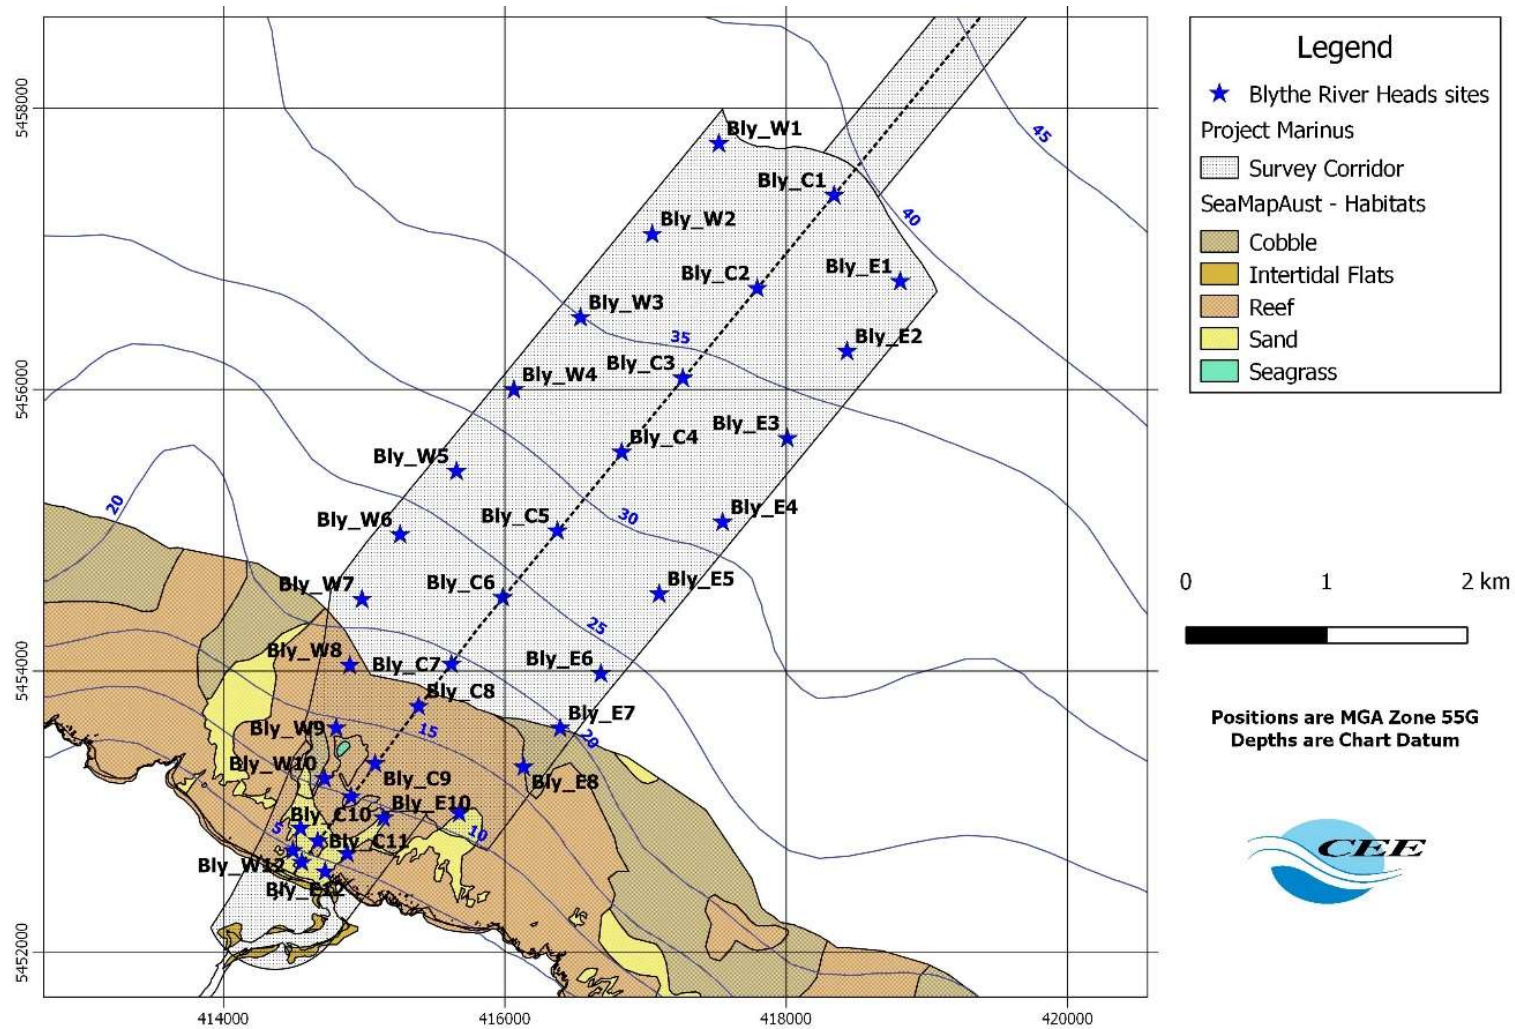 Legend
Blythe River Heads sites
Project Marinus
Survey Corridor
SeaMapAust - Habitats
Cobble
Intertidal Flats
Reef
Sand
Seagrass
5458000
5456000
5454000
5452000
414000
416000
418000
420000
Bly_W1
Bly_C1
Bly_W2
Bly_C2
Bly_E1
Bly_W3
Bly_E2
Bly_C3
Bly_W4
Bly_E3
Bly_C4
Bly_W5
Bly_E4
Bly_C5
Bly_W6
Bly_E5
Bly_C6
Bly_W7
Bly_E6
Bly_C7
Bly_W8
Bly_C8
Bly_E7
Bly_W9
Bly_W10
Bly_C9
Bly_E8
Bly_E10
Bly_C10
Bly_C11
Bly_W12
Bly_E12
45
40
35
30
25
20
20
15
10
5
0 1 2 km
Positions are MGA Zone 55G
Depths are Chart Datum
CEE